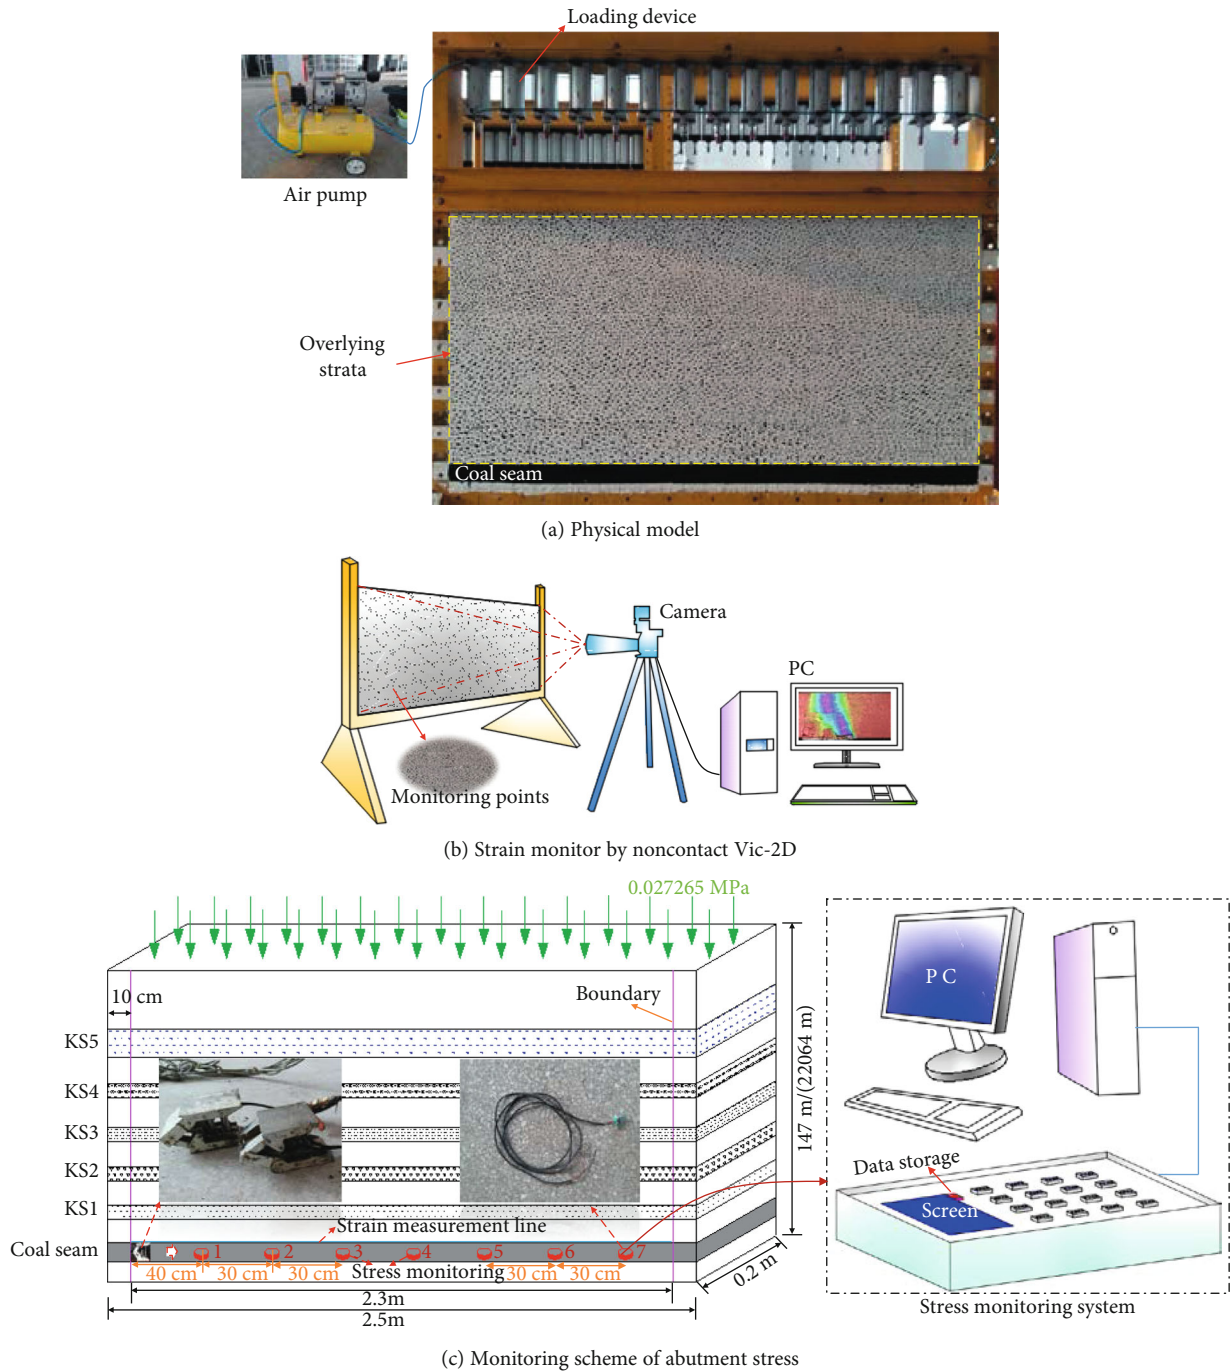 Loading device
Air pump
Overlying
strata
Coal seam
(a) Physical model
Camera
PC
Monitoring points
(b) Strain monitor by noncontact Vic-2D
0.027265 MPa
10 cm
Boundary
KS5
KS4
KS3
KS2
KS1
147 m/(22064 m)
Strain measurement line
Coal seam
1 2 3 4 5 6 7
40 cm 30 cm 30 cm Stress monitoring 30 cm 30 cm
0.2 m
2.3m
2.5m
PC
Data storage
Screen
Stress monitoring system
(c) Monitoring scheme of abutment stress